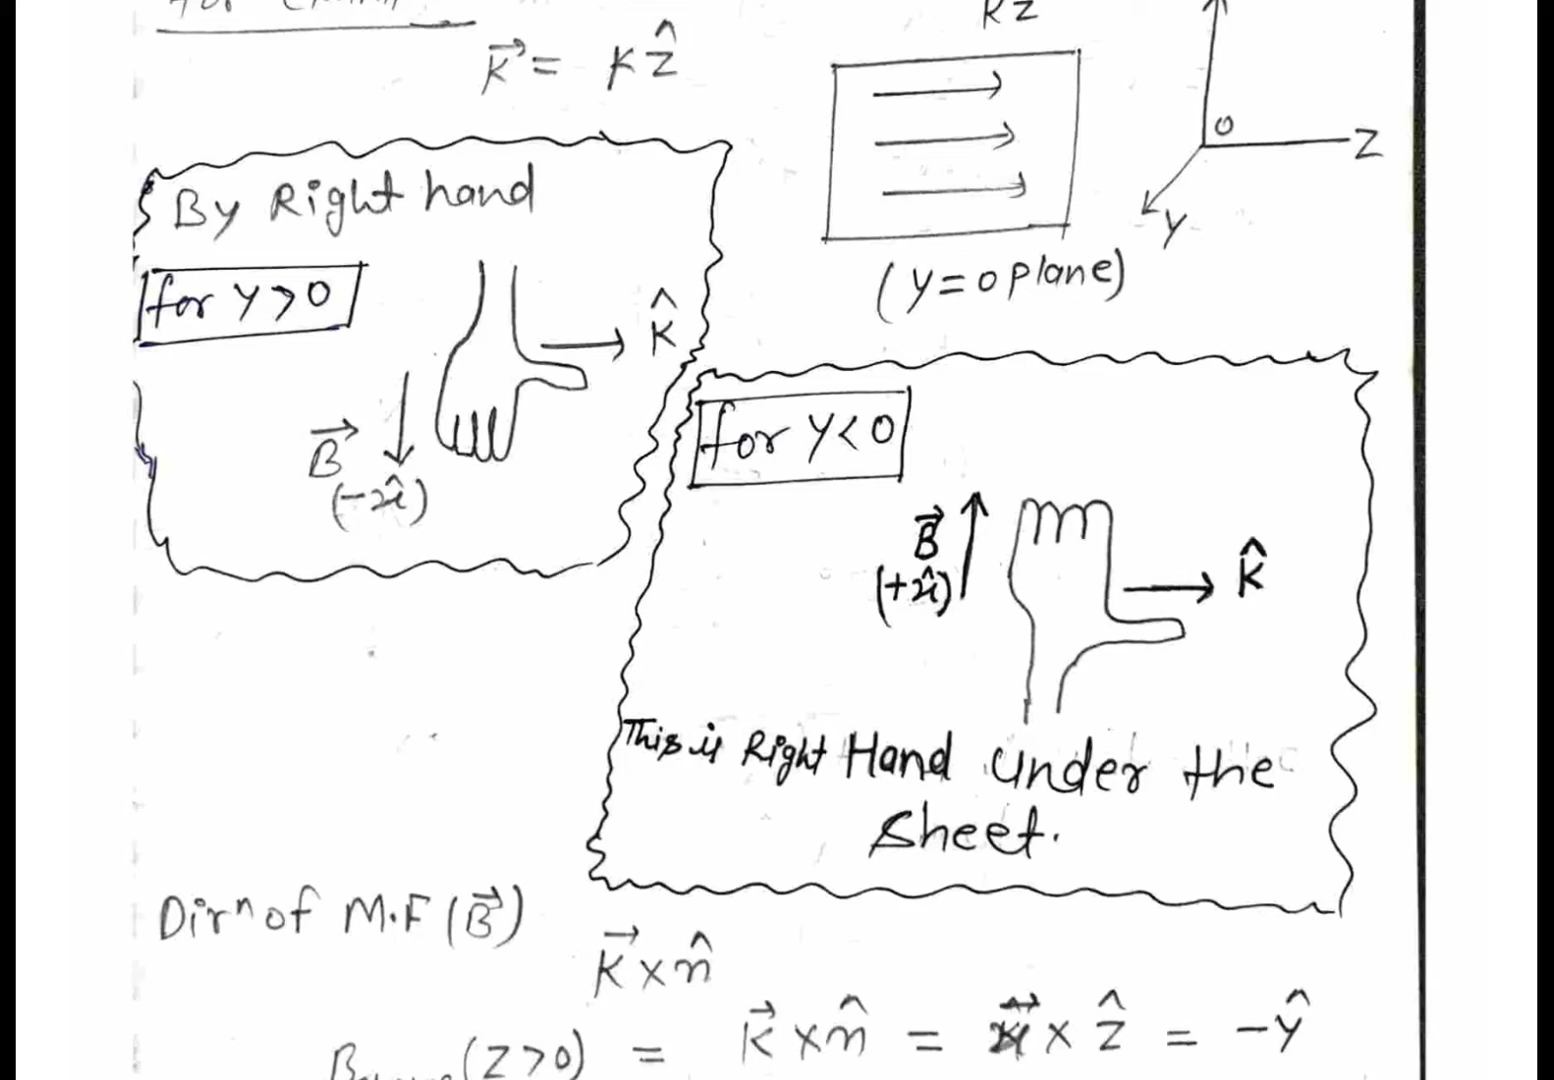 K⃗ = K ẑ
K z
O
Z
Y
(y=0 plane)
By Right hand
for y>0
K̂
B⃗
(-x̂)
for y<0
B⃗
(+x̂)
K̂
This is Right Hand under the
sheet.
Dirⁿ of M.F (B⃗)
K⃗ × n̂
(z>0) = K⃗ × n̂ = × ẑ = -ŷ